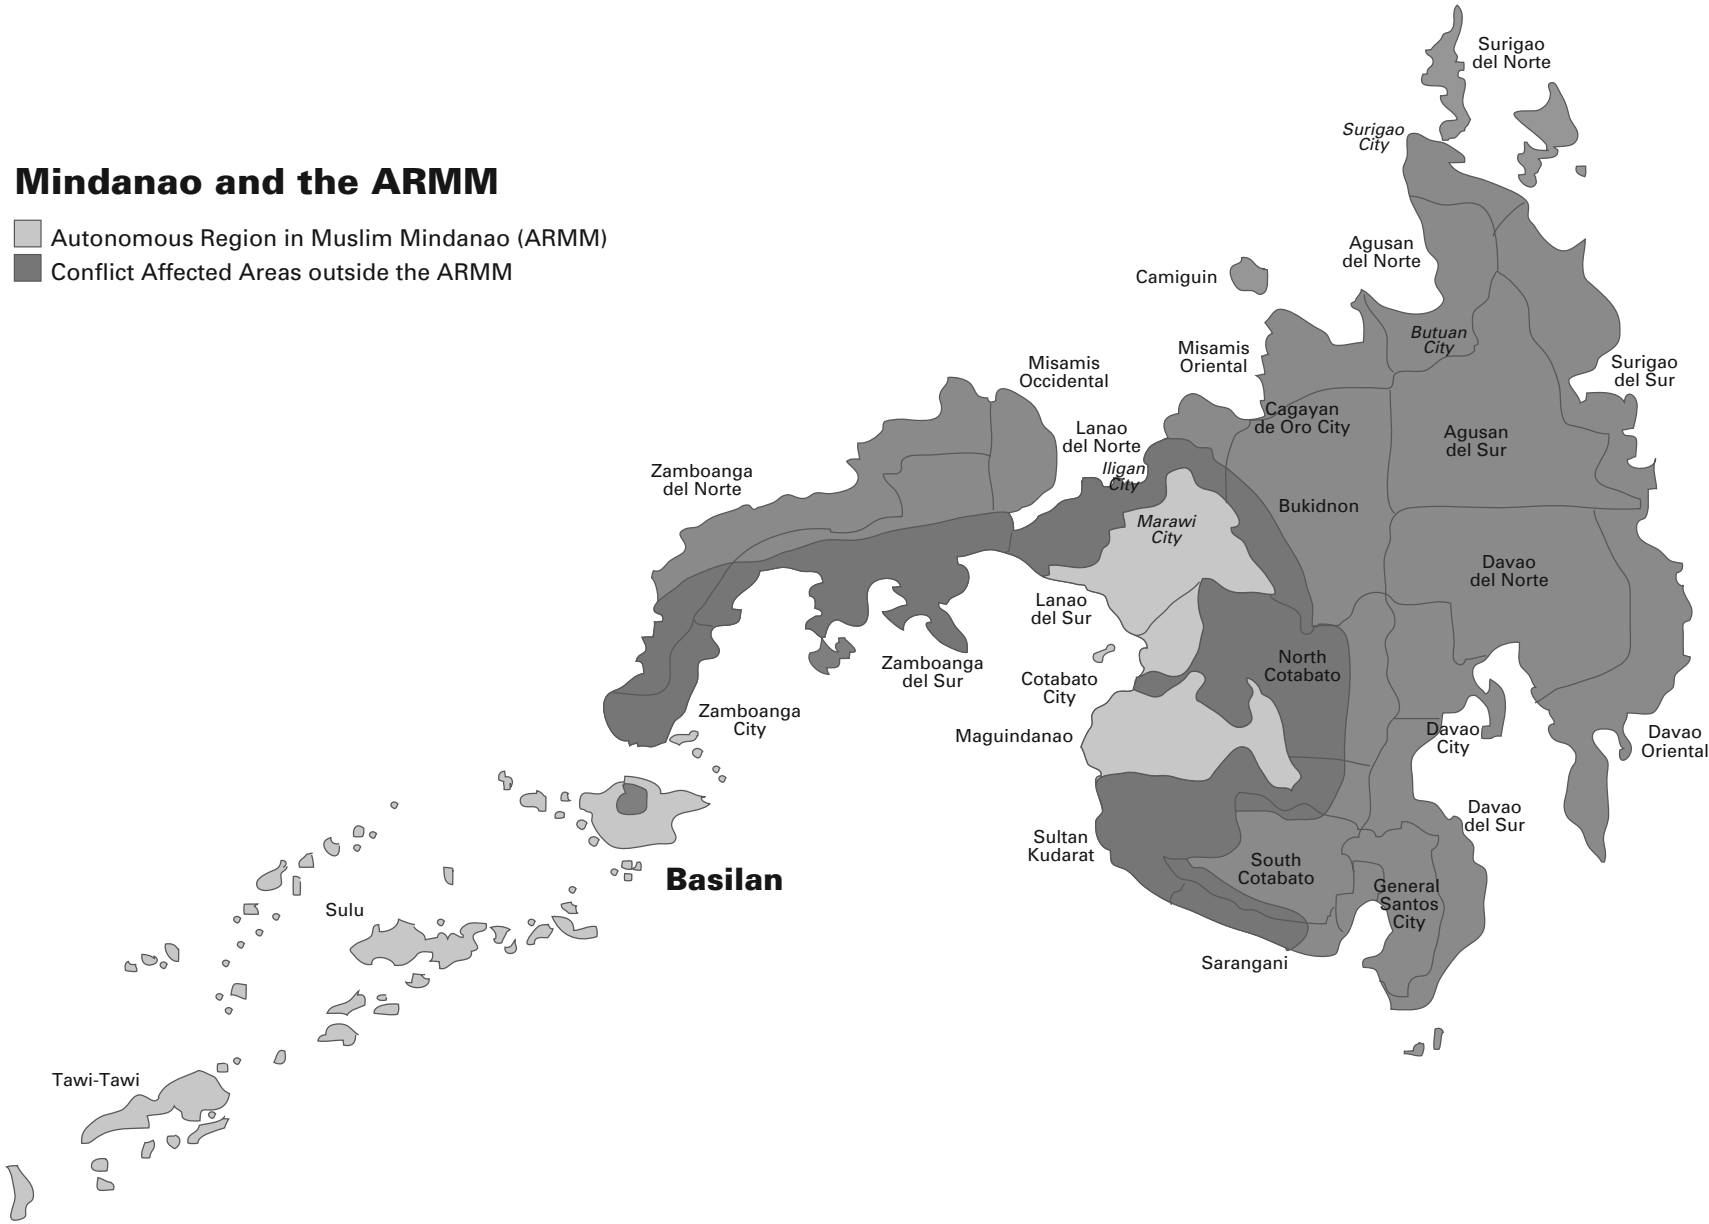 Surigao
del Norte
Surigao
City
Mindanao and the ARMM
Autonomous Region in Muslim Mindanao (ARMM)
Conflict Affected Areas outside the ARMM
Agusan
del Norte
Camiguin
Butuan
City
Misamis
Oriental
Misamis
Occidental
Surigao
del Sur
Cagayan
de Oro City
Lanao
del Norte
Agusan
del Sur
Iligan
City
Zamboanga
del Norte
Bukidnon
Marawi
City
Davao
del Norte
Lanao
del Sur
North
Cotabato
Zamboanga
del Sur
Cotabato
City
Zamboanga
City
Maguindanao
Davao
City
Davao
Oriental
Davao
del Sur
Sultan
Kudarat
South
Cotabato
Basilan
General
Santos
City
Sulu
Sarangani
Tawi-Tawi